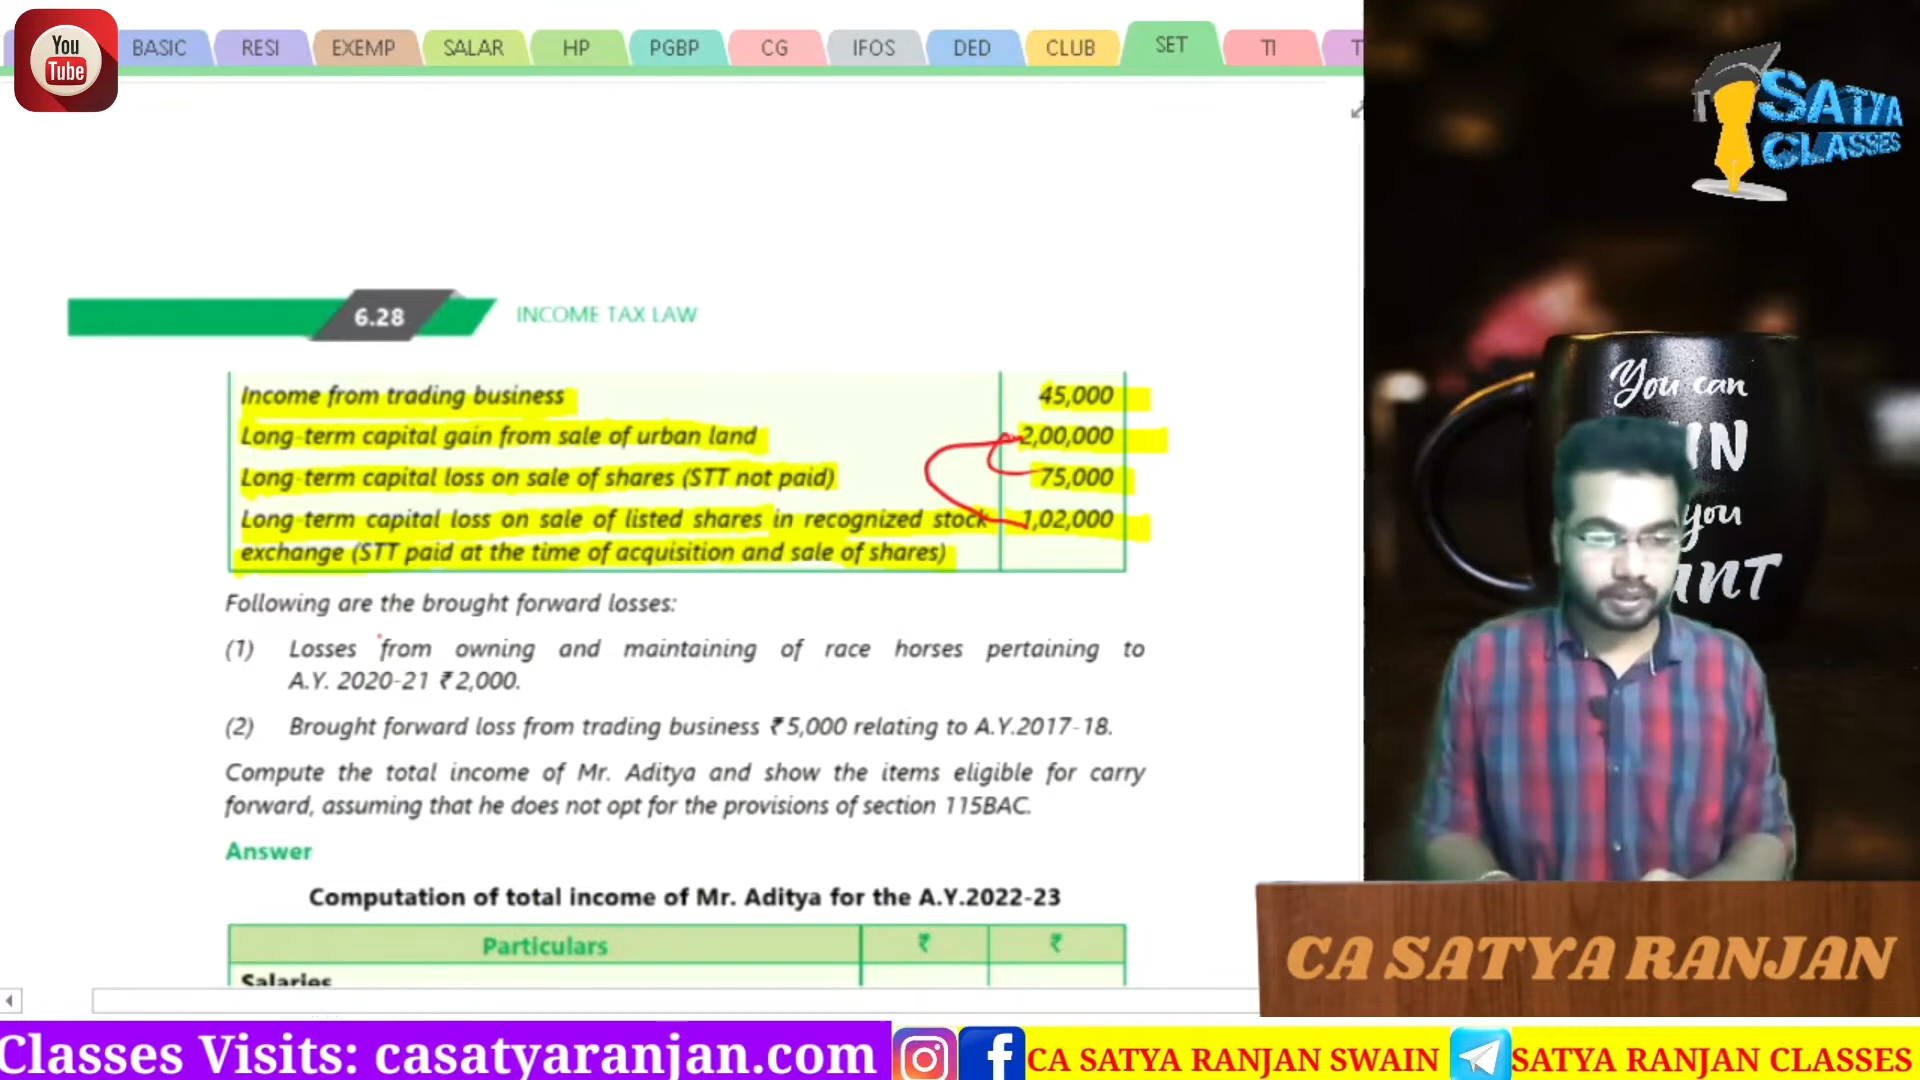 You
Tube
BASIC RESI EXEMP SALAR HP PGBP CG IFOS DED CLUB SET TI T
SATYA
CLASSES
6.28 INCOME TAX LAW
Income from trading business 45,000
Long-term capital gain from sale of urban land 2,00,000
Long-term capital loss on sale of shares (STT not paid) 75,000
Long-term capital loss on sale of listed shares in recognized stock 1,02,000
exchange (STT paid at the time of acquisition and sale of shares)
Following are the brought forward losses:
(1) Losses from owning and maintaining of race horses pertaining to
A.Y. 2020-21 ₹ 2,000.
(2) Brought forward loss from trading business ₹ 5,000 relating to A.Y.2017-18.
Compute the total income of Mr. Aditya and show the items eligible for carry
forward, assuming that he does not opt for the provisions of section 115BAC.
Answer
Computation of total income of Mr. Aditya for the A.Y.2022-23
Particulars ₹ ₹
Salaries
You can
you
CA SATYA RANJAN
Classes Visits: casatyaranjan.com
CA SATYA RANJAN SWAIN
SATYA RANJAN CLASSES